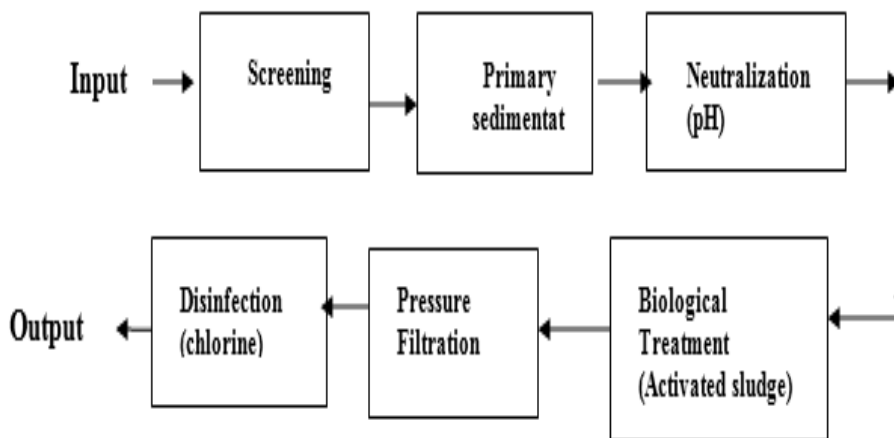 Input
Screening
Primary
sedimentat
Neutralization
(pH)
Output
Disinfection
(chlorine)
Pressure
Filtration
Biological
Treatment
(Activated sludge)